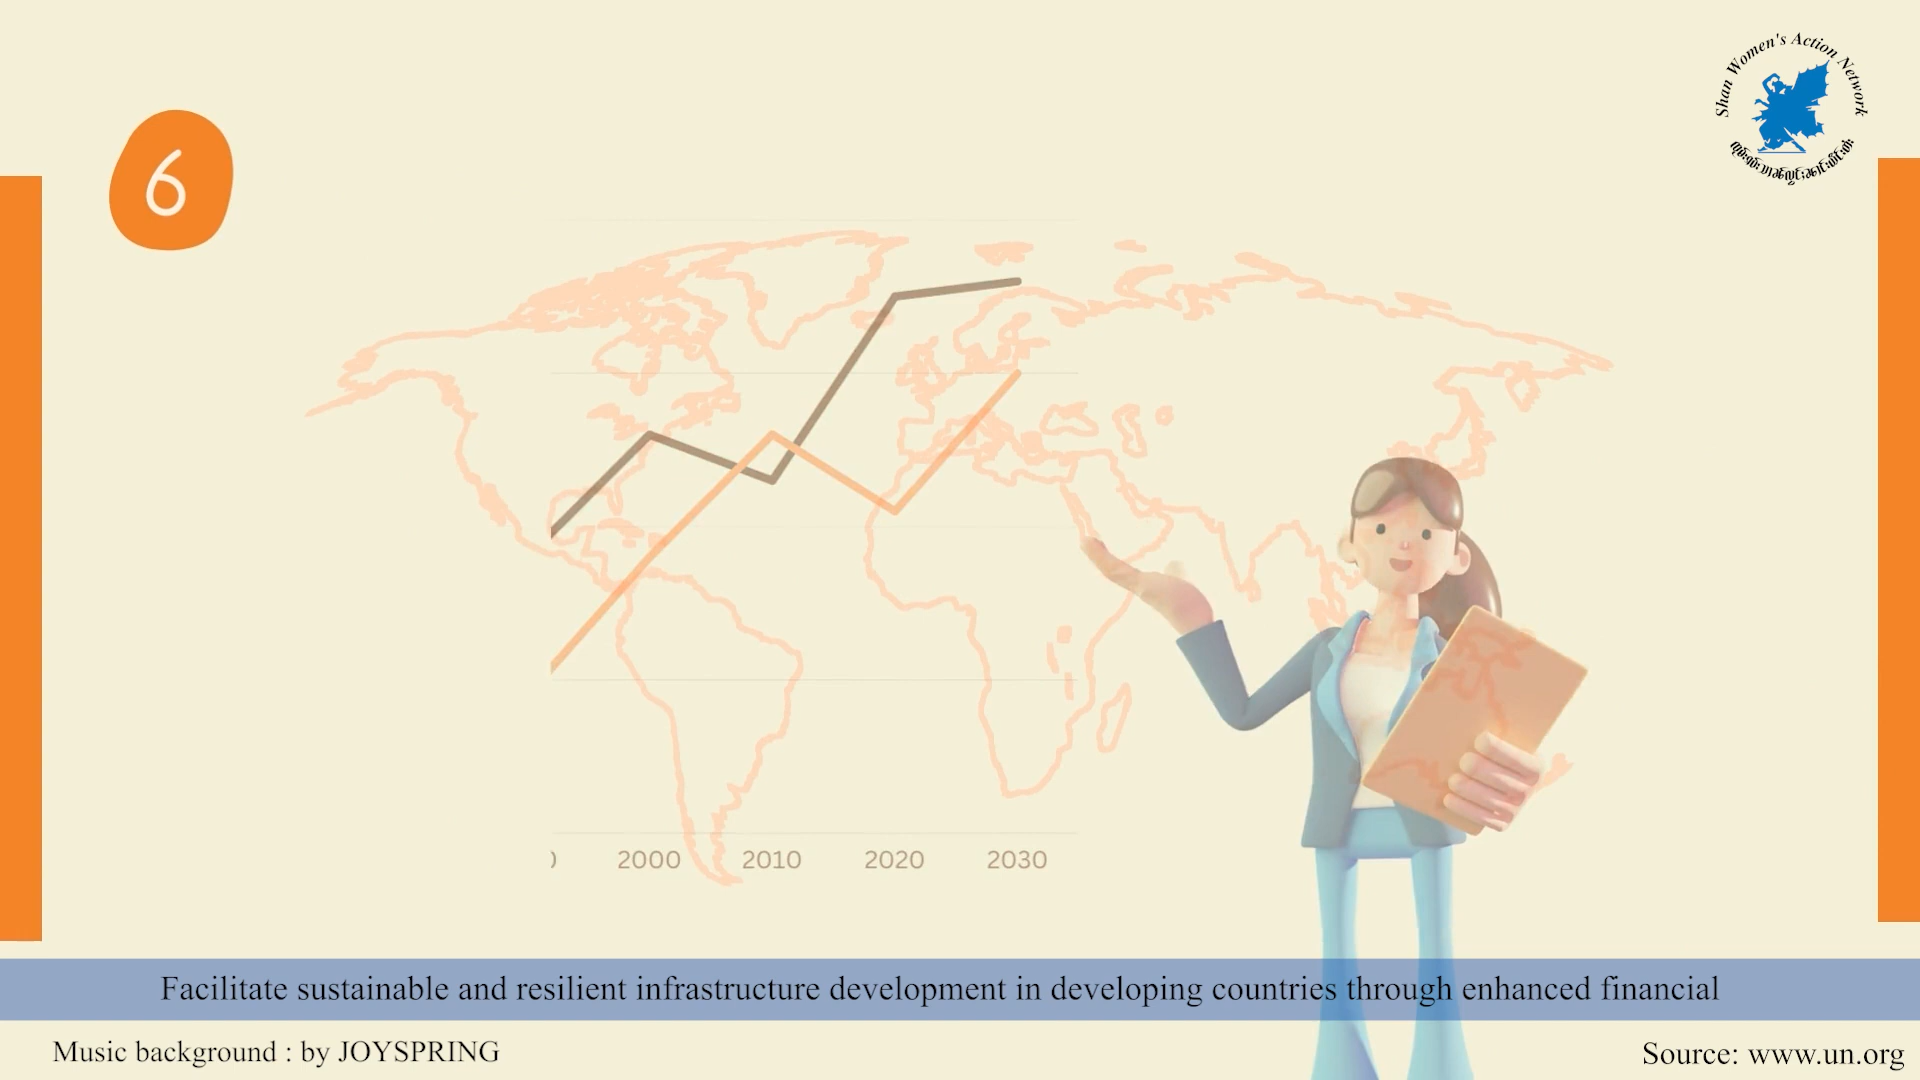 Shan Women's Action Network
6
2000 2010 2020 2030
Facilitate sustainable and resilient infrastructure development in developing countries through enhanced financial
Music background : by JOYSPRING
Source: www.un.org